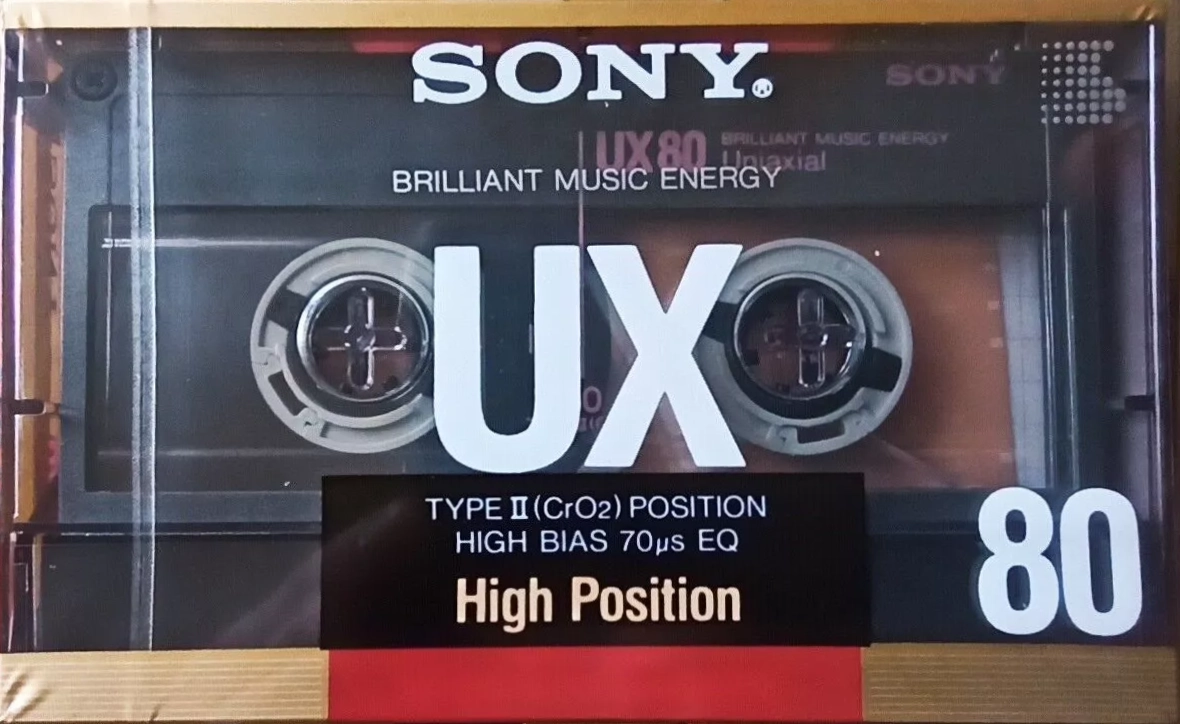 SONY®
SONY
UX80 BRILLIANT MUSIC ENERGY
Uniaxial
BRILLIANT MUSIC ENERGY
UX
TYPE II (CrO2) POSITION
HIGH BIAS 70μs EQ
High Position
80